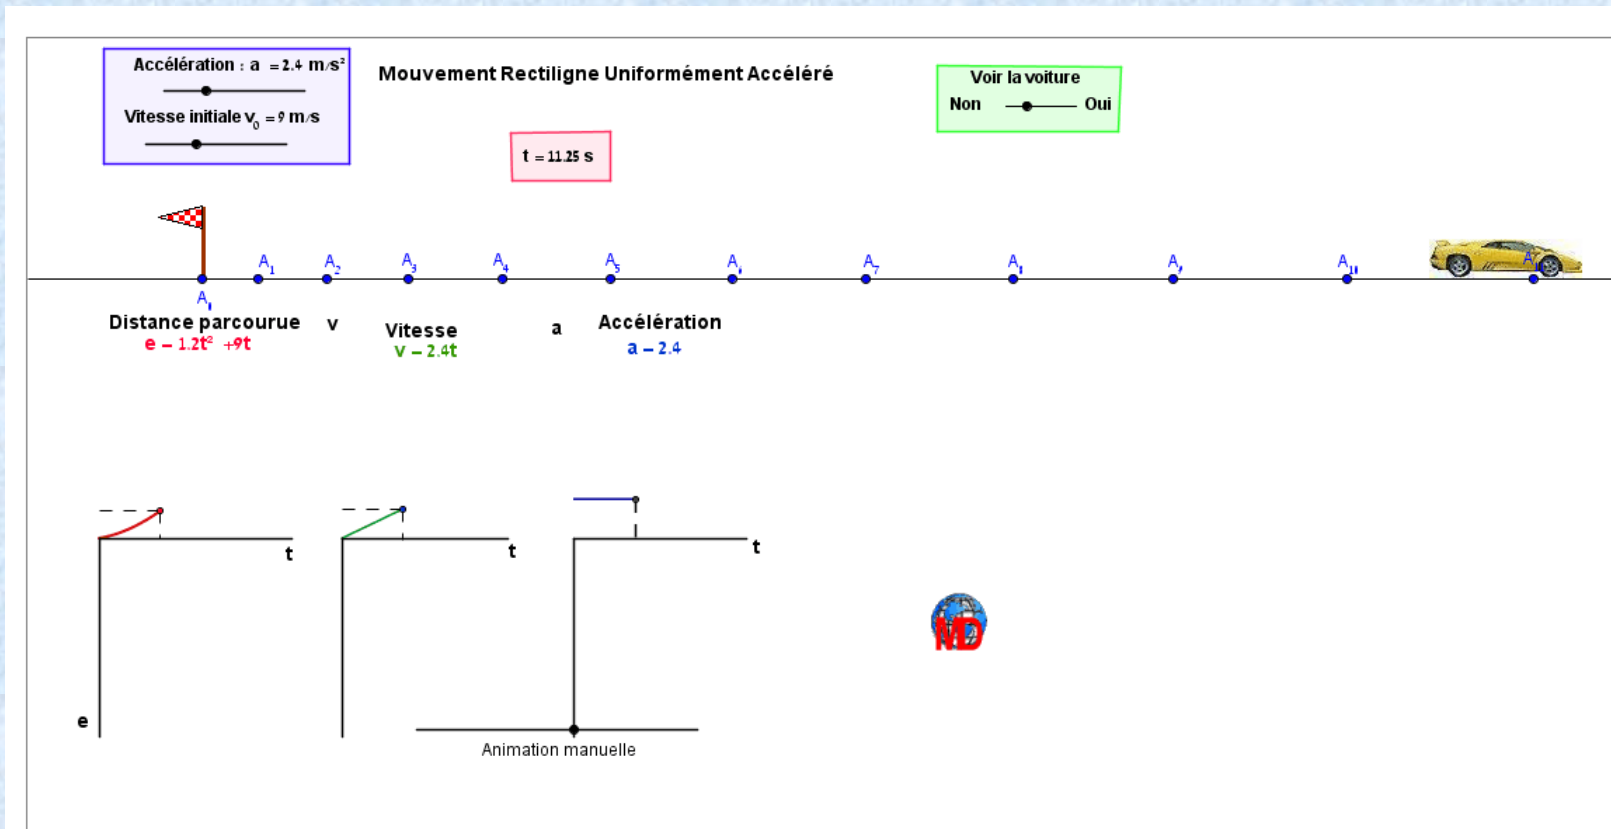 Accélération : a = 2.4 m/s²
Mouvement Rectiligne Uniformément Accéléré
Voir la voiture
Non Oui
Vitesse initiale v₀ = 9 m/s
t = 11.25 s
A₁ A₂ A₃ A₄ A₅ A₆ A₇ A₈ A₉ A₁₀ A₁₁
A₀
Distance parcourue v Vitesse a Accélération
e = 1.2t² +9t v = 2.4t a = 2.4
t t t
e
MD
Animation manuelle